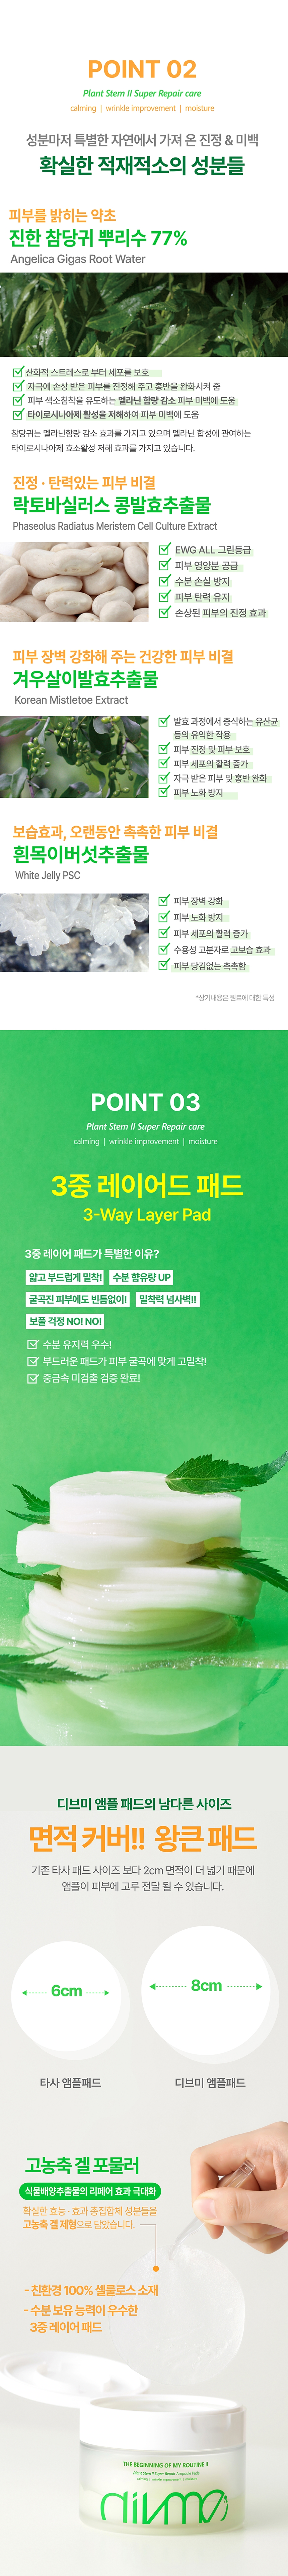 POINT 02
Plant Stem II Super Repair care
calming | wrinkle improvement | moisture
성분마저 특별한 자연에서 가져 온 진정 & 미백
확실한 적재적소의 성분들
피부를 밝히는 약초
진한 참당귀 뿌리수 77%
Angelica Gigas Root Water
산화적 스트레스로 부터 세포를 보호
자극에 손상 받은 피부를 진정해 주고 홍반을 완화시켜 줌
피부 색소침착을 유도하는 멜라닌 함량 감소 피부 미백에 도움
타이로시나아제 활성을 저해하여 피부 미백에 도움
참당귀는 멜라닌함량 감소 효과를 가지고 있으며 멜라닌 합성에 관여하는
타이로시나아제 효소활성 저해 효과를 가지고 있습니다.
진정 · 탄력있는 피부 비결
락토바실러스 콩발효추출물
Phaseolus Radiatus Meristem Cell Culture Extract
EWG ALL 그린등급
피부 영양분 공급
수분 손실 방지
피부 탄력 유지
손상된 피부의 진정 효과
피부 장벽 강화해 주는 건강한 피부 비결
겨우살이발효추출물
Korean Mistletoe Extract
발효 과정에서 증식하는 유산균
등의 유익한 작용
피부 진정 및 피부 보호
피부 세포의 활력 증가
자극 받은 피부 및 홍반 완화
피부 노화 방지
보습효과, 오랜동안 촉촉한 피부 비결
흰목이버섯추출물
White Jelly PSC
피부 장벽 강화
피부 노화 방지
피부 세포의 활력 증가
수용성 고분자로 고보습 효과
피부 당김없는 촉촉함
*상기내용은 원료에 대한 특성
POINT 03
Plant Stem II Super Repair care
calming | wrinkle improvement | moisture
3중 레이어드 패드
3-Way Layer Pad
3중 레이어 패드가 특별한 이유?
얇고 부드럽게 밀착! 수분 함유량 UP
굴곡진 피부에도 빈틈없이! 밀착력 넘사벽!!
보풀 걱정 NO! NO!
수분 유지력 우수!
부드러운 패드가 피부 굴곡에 맞게 고밀착!
중금속 미검출 검증 완료!
디브미 앰플 패드의 남다른 사이즈
면적 커버!! 왕큰 패드
기존 타사 패드 사이즈 보다 2cm 면적이 더 넓기 때문에
앰플이 피부에 고루 전달 될 수 있습니다.
6cm
8cm
타사 앰플패드
디브미 앰플패드
고농축 겔 포뮬러
식물배양추출물의 리페어 효과 극대화
확실한 효능 · 효과 종집합체 성분들을
고농축 겔 제형으로 담았습니다.
- 친환경 100% 셀룰로스 소재
- 수분 보유 능력이 우수한
3중 레이어 패드
THE BEGINNING OF MY ROUTINE II
Plant Stem II Super Repair Ampoule Pads
calming | wrinkle improvement | moisture